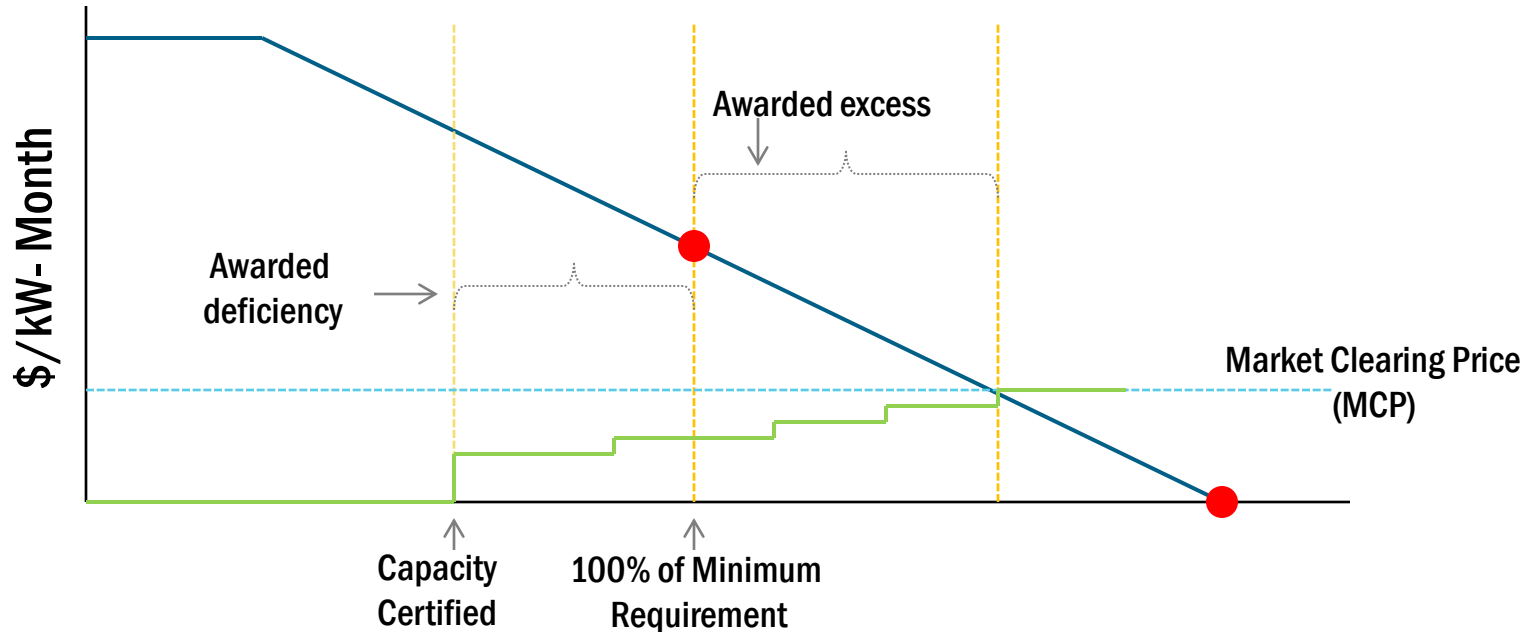 $/kW- Month
Awarded excess
Awarded
deficiency
Market Clearing Price
(MCP)
Capacity
Certified
100% of Minimum
Requirement